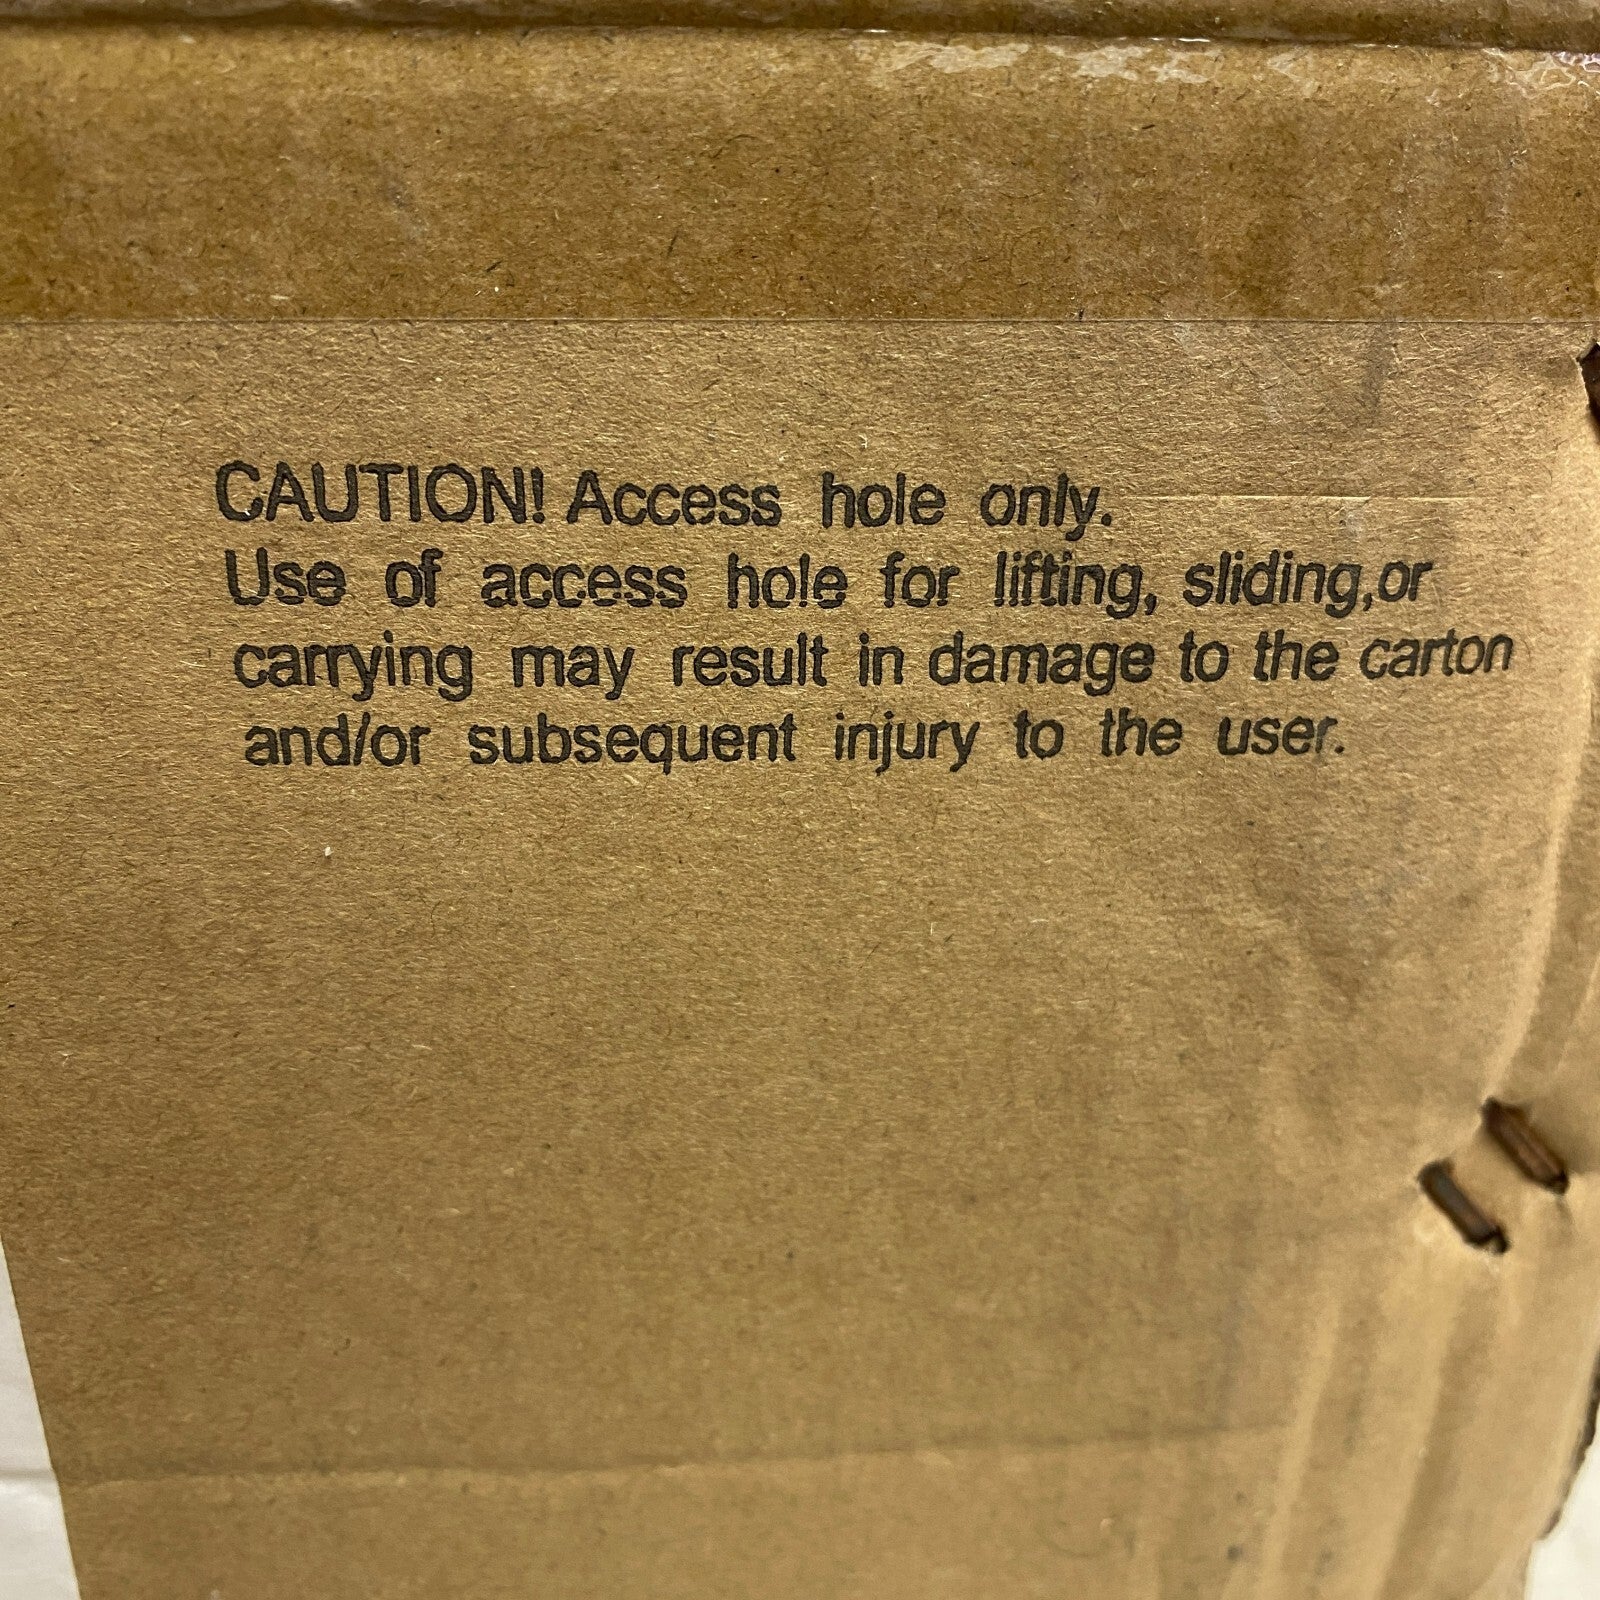 CAUTION! Access hole only.
Use of access hole for lifting, sliding,or
carrying may result in damage to the carton
and/or subsequent injury to the user.